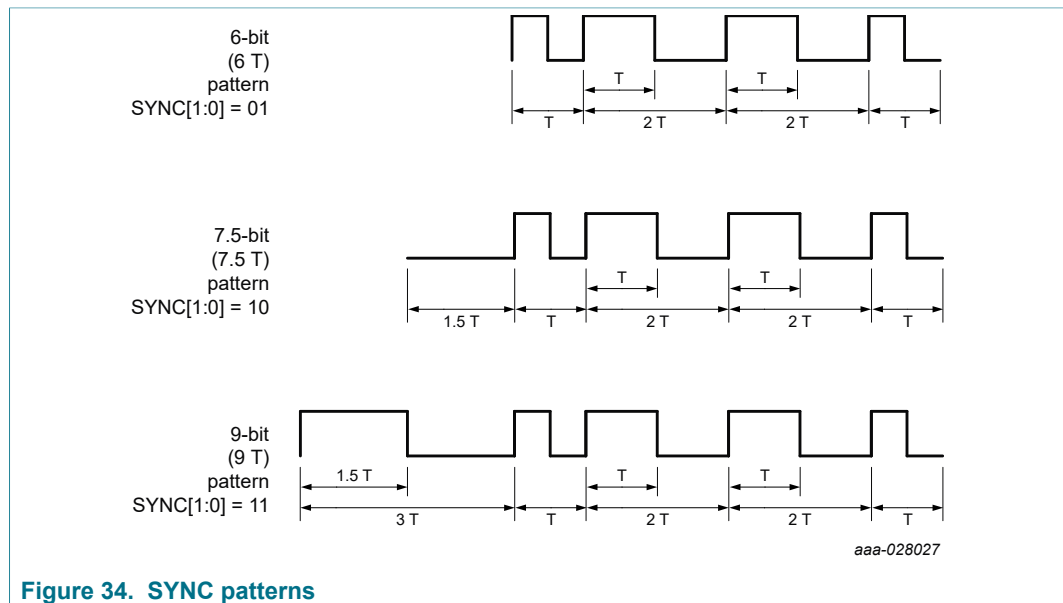 6-bit
(6 T)
pattern
SYNC[1:0] = 01
T T
T 2 T 2 T T
7.5-bit
(7.5 T)
pattern
SYNC[1:0] = 10
T T
1.5 T T 2 T 2 T T
9-bit
(9 T)
pattern
SYNC[1:0] = 11
1.5 T T T
3 T T 2 T 2 T T
aaa-028027
Figure 34. SYNC patterns